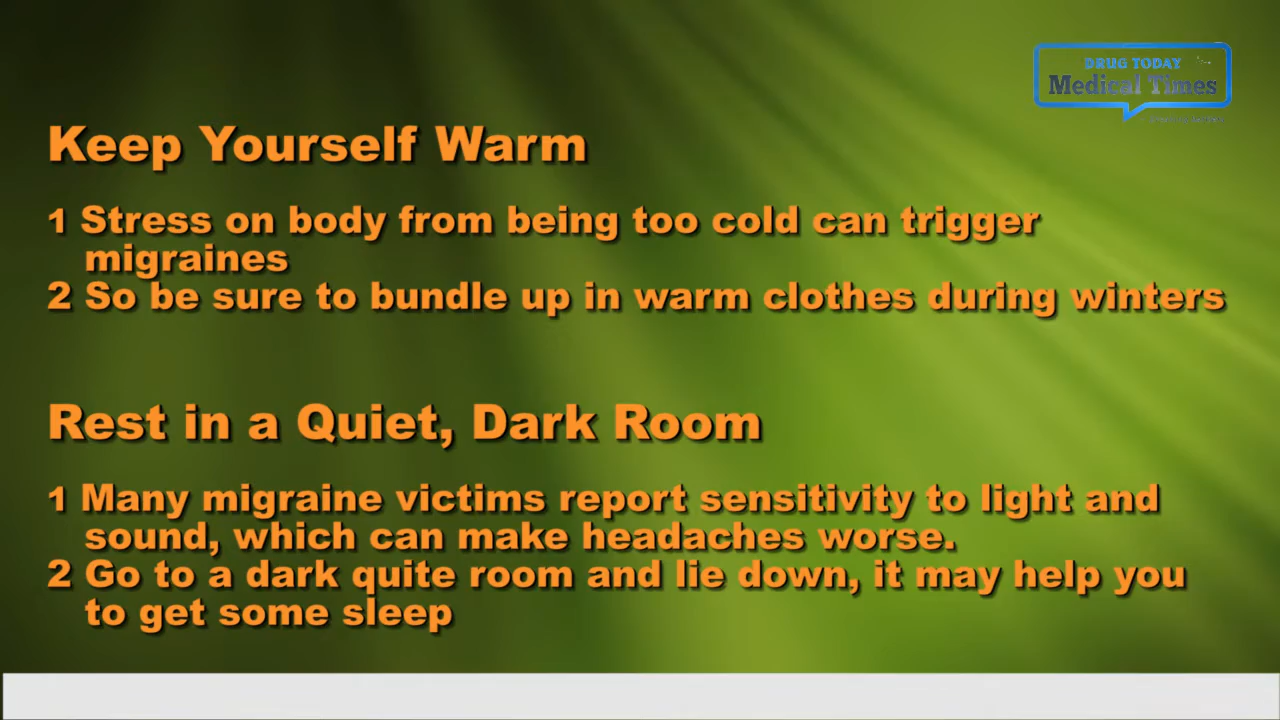 DRUG TODAY
Medical Times
Keep Yourself Warm
1 Stress on body from being too cold can trigger
migraines
2 So be sure to bundle up in warm clothes during winters
Rest in a Quiet, Dark Room
1 Many migraine victims report sensitivity to light and
sound, which can make headaches worse.
2 Go to a dark quite room and lie down, it may help you
to get some sleep